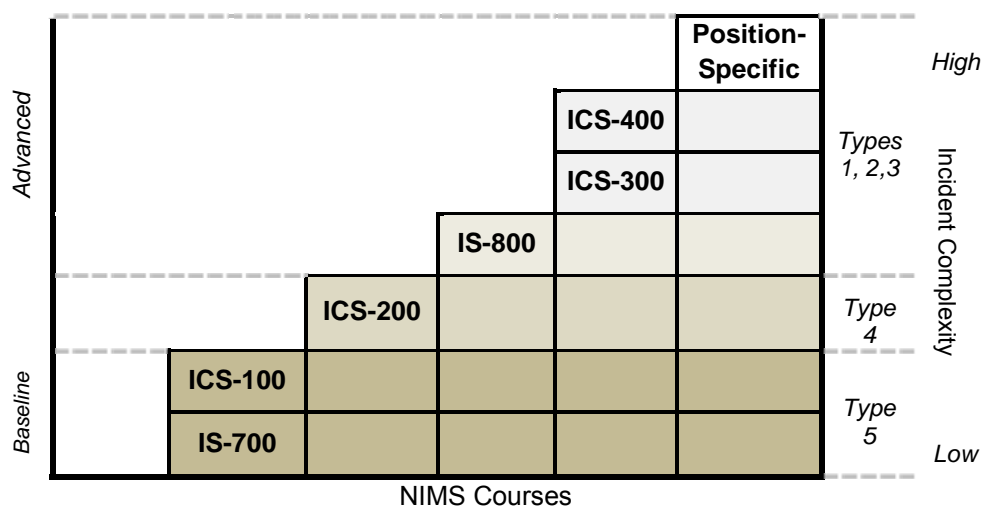 Position-
Specific
High
ICS-400
Types
1, 2,3
Advanced
ICS-300
IS-800
Incident Complexity
ICS-200
Type
4
ICS-100
Baseline
Type
5
IS-700
Low
NIMS Courses